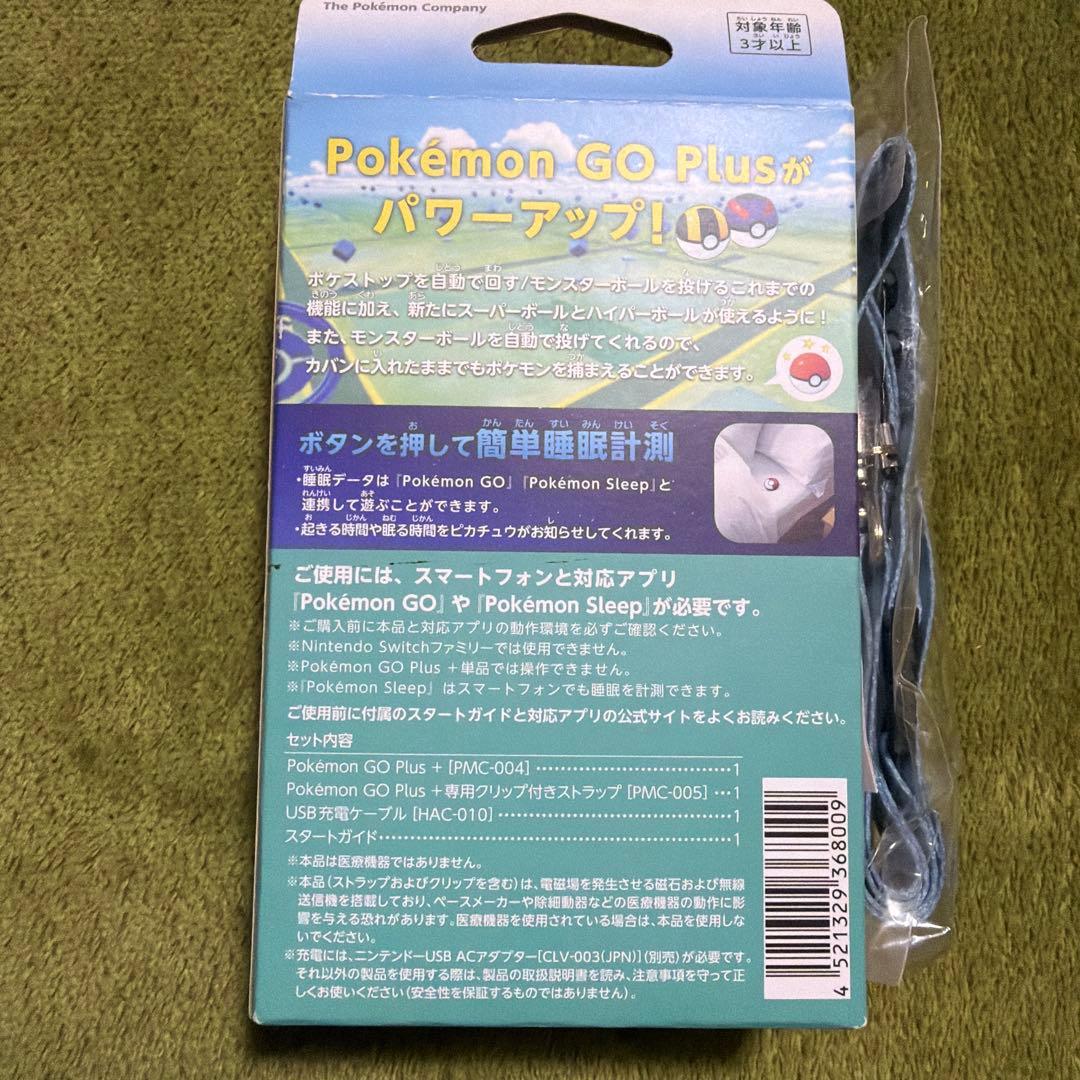 The Pokémon Company
対象年齢
3才以上
Pokémon GO Plusが
パワーアップ!
ポケストップを自動で回す/モンスターボールを投げるこれまでの
機能に加え、新たにスーパーボールとハイパーボールが使えるように!
また、モンスターボールを自動で投げてくれるので、
カバンに入れたままでもポケモンを捕まえることができます。
ボタンを押して簡単睡眠計測
・睡眠データは『Pokémon GO』『Pokémon Sleep』と
連携して遊ぶことができます。
・起きる時間や眠る時間をピカチュウがお知らせしてくれます。
ご使用には、スマートフォンと対応アプリ
『Pokémon GO』や『Pokémon Sleep』が必要です。
※ご購入前に本品と対応アプリの動作環境を必ずご確認ください。
※Nintendo Switchファミリーでは使用できません。
※Pokémon GO Plus +単品では操作できません。
※『Pokémon Sleep』はスマートフォンでも睡眠を計測できます。
ご使用前に付属のスタートガイドと対応アプリの公式サイトをよくお読みください。
セット内容
Pokémon GO Plus + [PMC-004] ……………………………1
Pokémon GO Plus +専用クリップ付きストラップ [PMC-005] …1
USB充電ケーブル [HAC-010] …………………………………1
スタートガイド……………………………………………………1
※本品は医療機器ではありません。
※本品(ストラップおよびクリップを含む)は、電磁場を発生させる磁石および無線
送信機を搭載しており、ペースメーカーや除細動器などの医療機器の動作に影
響を与える恐れがあります。医療機器を使用されている場合は、本品を使用しな
いでください。
※充電には、ニンテンドーUSB ACアダプター[CLV-003(JPN)](別売)が必要です。
それ以外の製品を使用する際は、製品の取扱説明書を読み、注意事項を守って正
しくお使いください(安全性を保証するものではありません)。
4 521329 368009